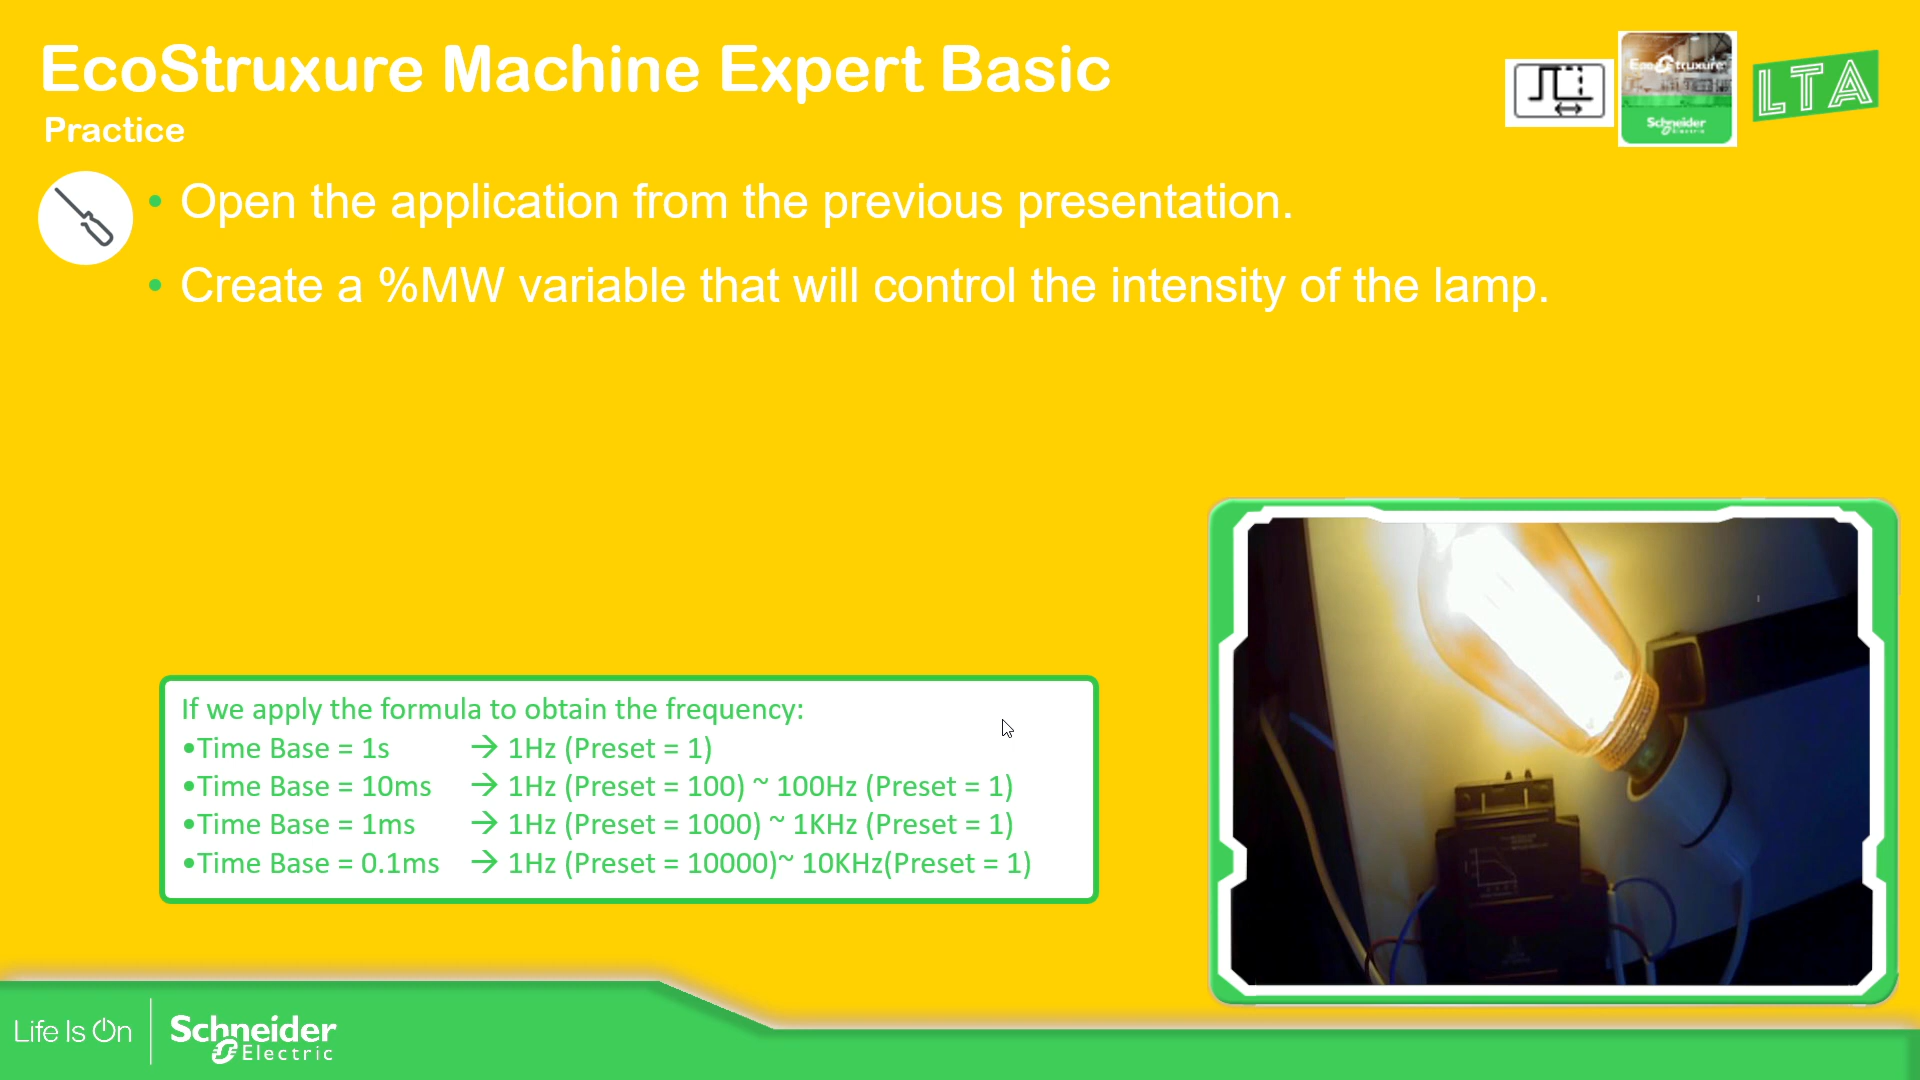 EcoStruxure Machine Expert Basic
Practice
EcoStruxure
Schneider
Electric
LTA
• Open the application from the previous presentation.
• Create a %MW variable that will control the intensity of the lamp.
If we apply the formula to obtain the frequency:
•Time Base = 1s → 1Hz (Preset = 1)
•Time Base = 10ms → 1Hz (Preset = 100) ~ 100Hz (Preset = 1)
•Time Base = 1ms → 1Hz (Preset = 1000) ~ 1KHz (Preset = 1)
•Time Base = 0.1ms → 1Hz (Preset = 10000)~ 10KHz(Preset = 1)
Life Is On
Schneider
Electric